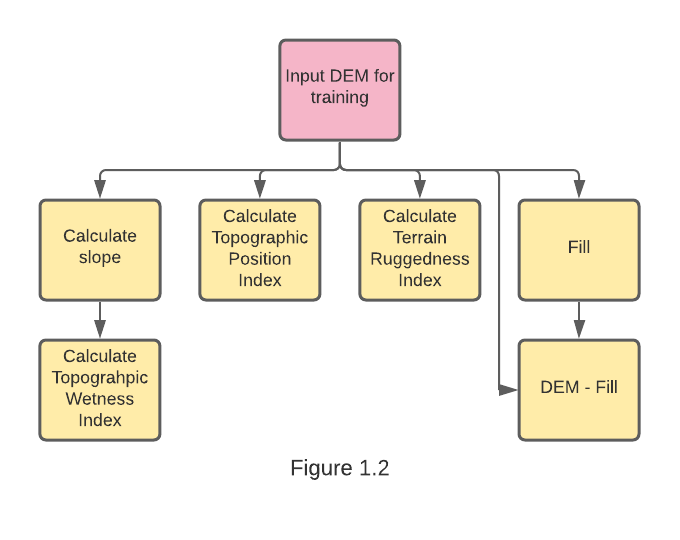 Input DEM for
training
Calculate
slope
Calculate
Topographic
Position
Index
Calculate
Terrain
Ruggedness
Index
Fill
Calculate
Topograhpic
Wetness
Index
DEM - Fill
Figure 1.2